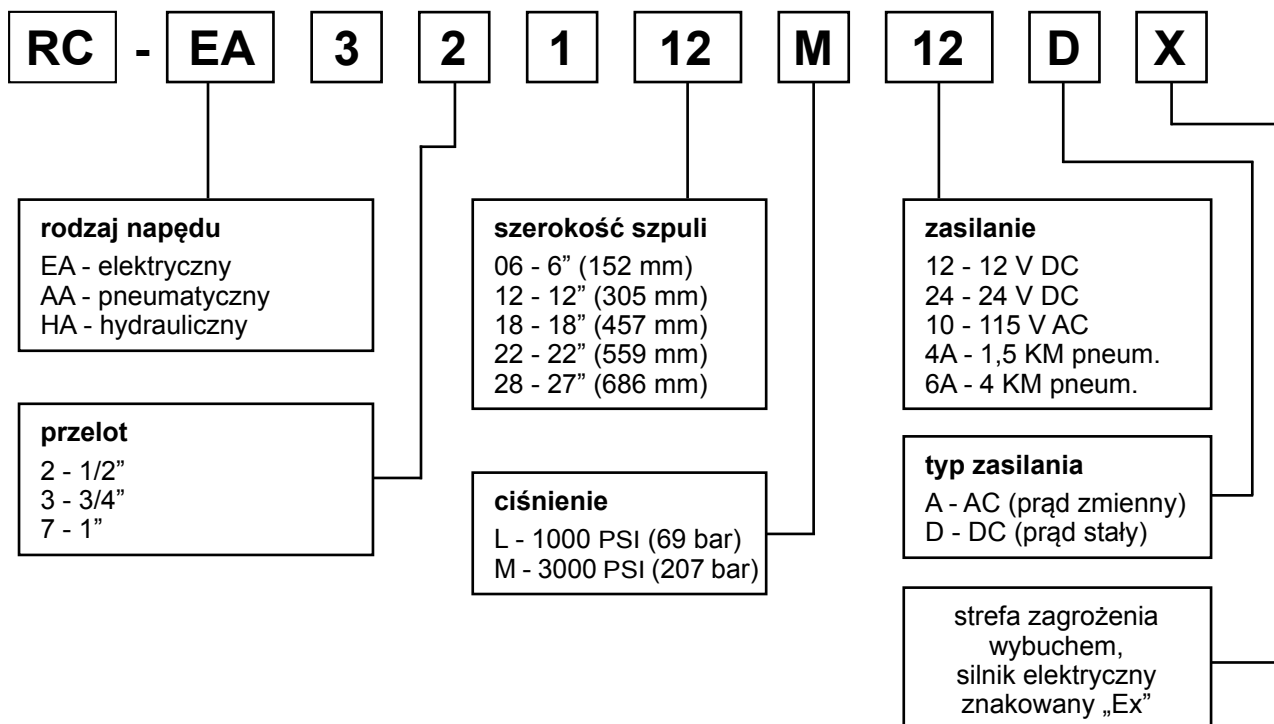 RC - EA 3 2 1 12 M 12 D X
rodzaj napędu
EA - elektryczny
AA - pneumatyczny
HA - hydrauliczny
przelot
2 - 1/2”
3 - 3/4”
7 - 1”
szerokość szpuli
06 - 6” (152 mm)
12 - 12” (305 mm)
18 - 18” (457 mm)
22 - 22” (559 mm)
28 - 27” (686 mm)
ciśnienie
L - 1000 PSI (69 bar)
M - 3000 PSI (207 bar)
zasilanie
12 - 12 V DC
24 - 24 V DC
10 - 115 V AC
4A - 1,5 KM pneum.
6A - 4 KM pneum.
typ zasilania
A - AC (prąd zmienny)
D - DC (prąd stały)
strefa zagrożenia
wybuchem,
silnik elektryczny
znakowany „Ex”